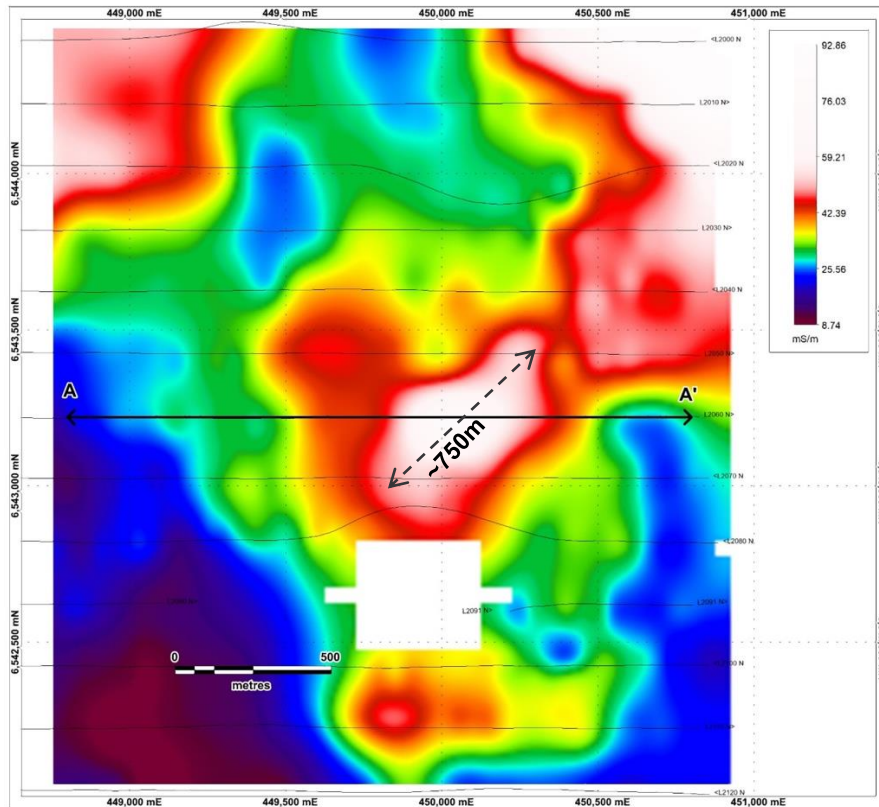 449,000 mE 449,500 mE 450,000 mE 450,500 mE 451,000 mE
<L2000 N
L2010 N>
<L2020 N
L2030 N>
<L2040 N
L2050 N>
<L2060 N
L2070 N>
<L2080 N
L2091 N>
<L2100 N
<L2120 N
6,544,000 mN
6,543,500 mN
6,543,000 mN
6,542,500 mN
A
A'
~750m
0 500
metres
92.86
76.03
59.21
42.39
25.56
8.74
mS/m
449,000 mE 449,500 mE 450,000 mE 450,500 mE 451,000 mE